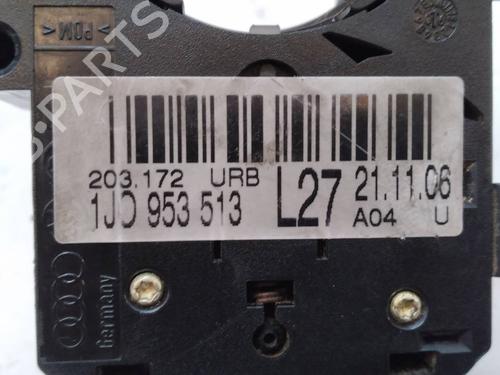 > POM <
B-PARTS
203.172 URB
1J0 953 513
L27
21.11.06
A04 U
Germany